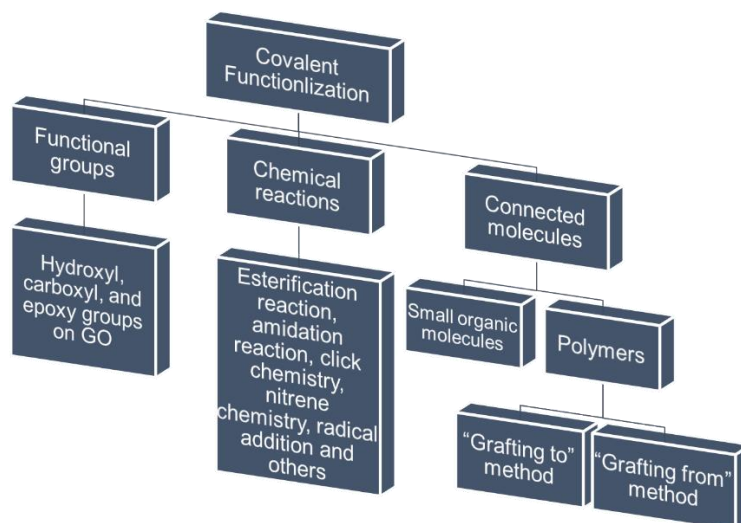 Covalent
Functionlization
Functional
groups
Chemical
reactions
Connected
molecules
Hydroxyl,
carboxyl, and
epoxy groups
on GO
Esterification
reaction,
amidation
reaction, click
chemistry,
nitrene
chemistry, radical
addition and
others
Small organic
molecules
Polymers
“Grafting to”
method
“Grafting from”
method